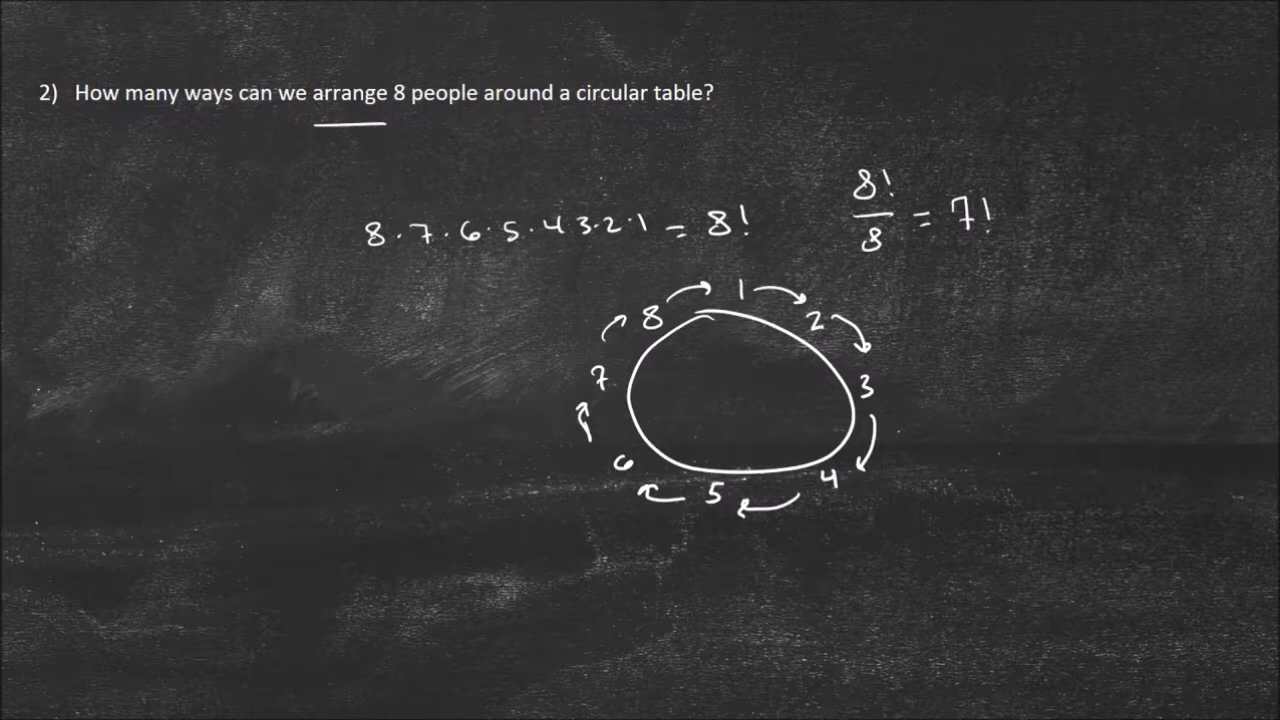 2) How many ways can we arrange 8 people around a circular table?
8 · 7 · 6 · 5 · 4 3 · 2 · 1 = 8!
8!/8 = 7!
1
8
2
7
3
6
4
5